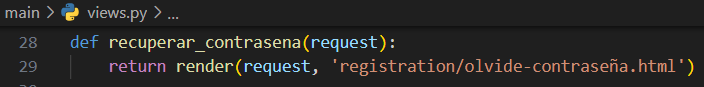 main > views.py > ...
28 def recuperar_contrasena(request):
29 return render(request, 'registration/olvide-contraseña.html')